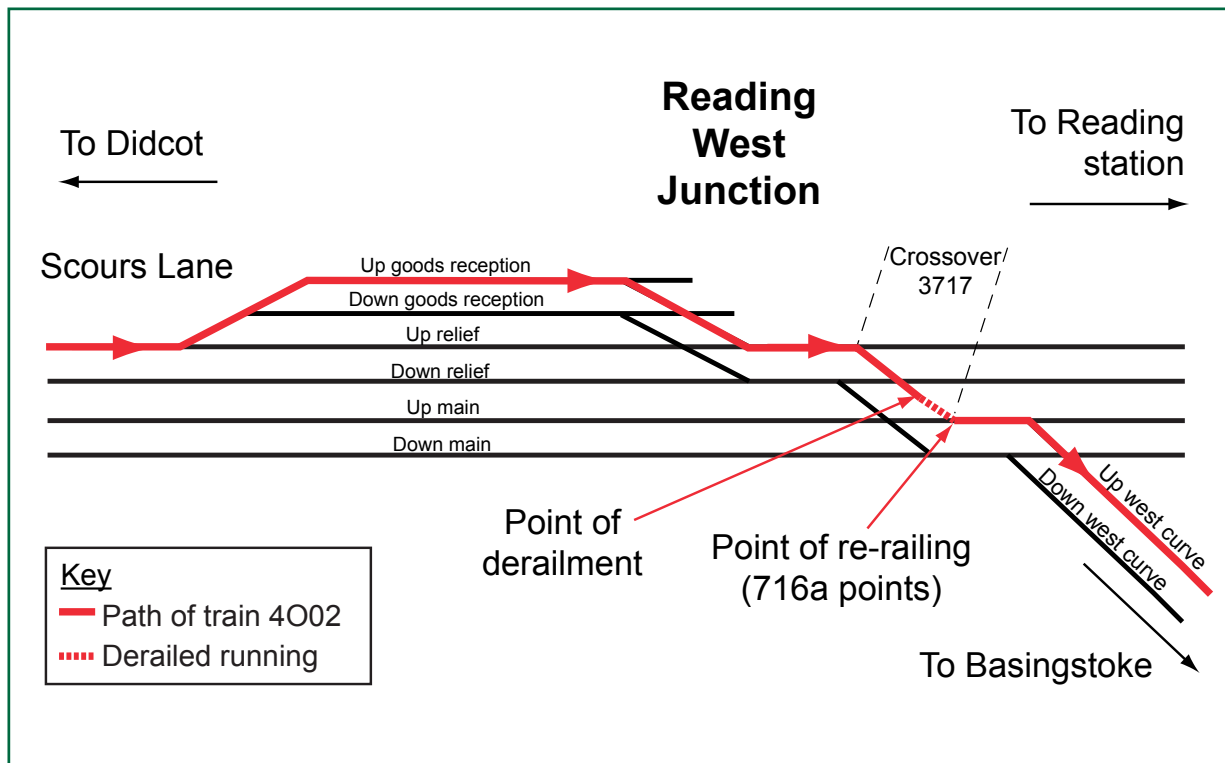 Reading
West
Junction
To Didcot
To Reading
station
Scours Lane
Crossover
3717
Up goods reception
Down goods reception
Up relief
Down relief
Up main
Down main
Point of
derailment
Point of re-railing
(716a points)
Up west curve
Down west curve
To Basingstoke
Key
Path of train 4O02
Derailed running